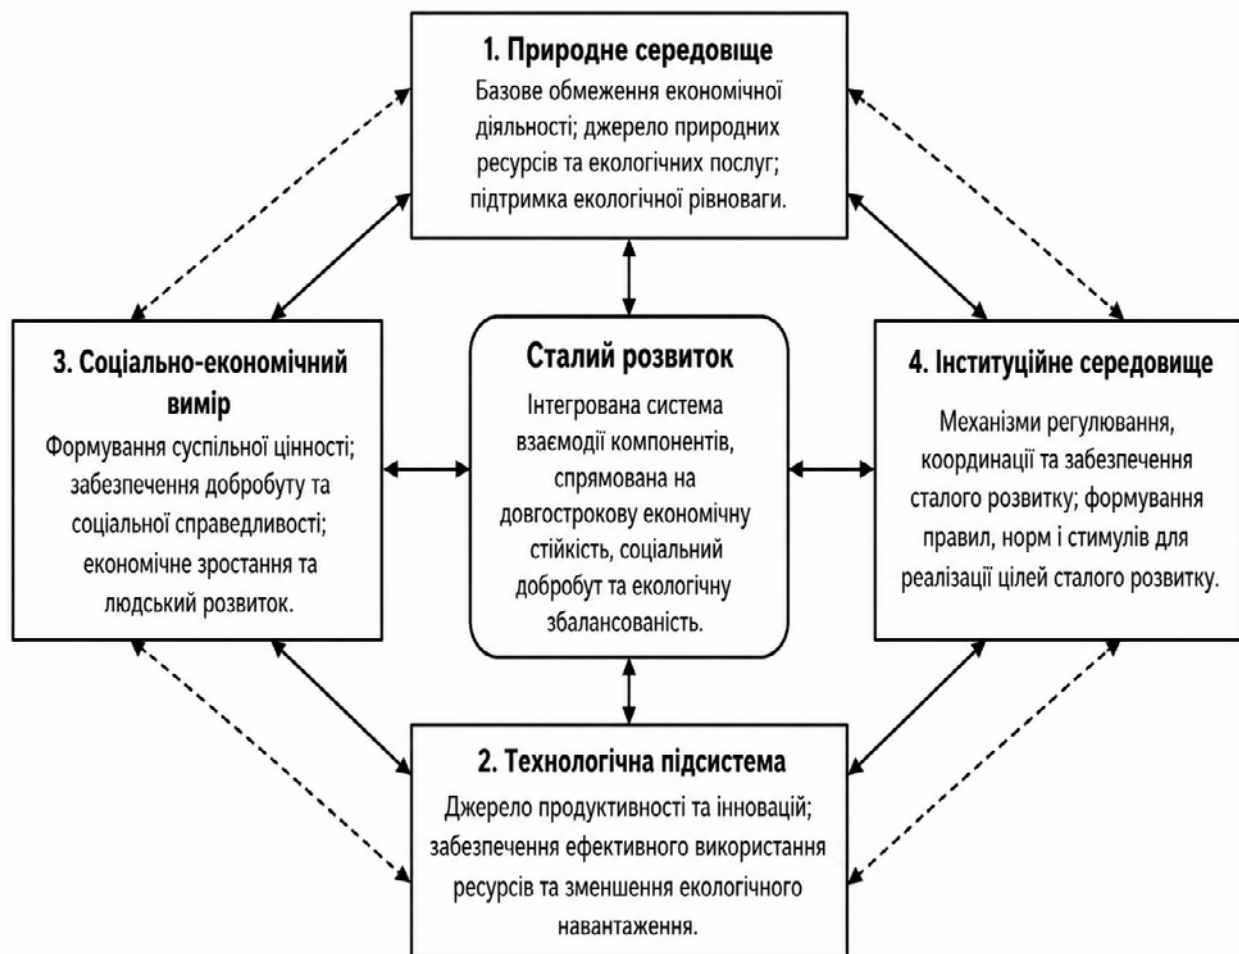 1. Природне середовіще
Базове обмеження економічної
діяльності; джерело природних
ресурсів та екологічних послуг;
підтримка екологічної рівноваги.
3. Соціально-економічний
вимір
Формування суспільної цінності;
забезпечення добробуту та
соціальної справедливості;
економічне зростання та
людський розвиток.
Сталий розвиток
Інтегрована система
взаємодії компонентів,
спрямована на
довгострокову економічну
стійкість, соціальний
добробут та екологічну
збалансованість.
4. Інституційне середовище
Механізми регулювання,
координації та забезпечення
сталого розвитку; формування
правил, норм і стимулів для
реалізації цілей сталого розвитку.
2. Технологічна підсистема
Джерело продуктивності та інновацій;
забезпечення ефективного використання
ресурсів та зменшення екологічного
навантаження.